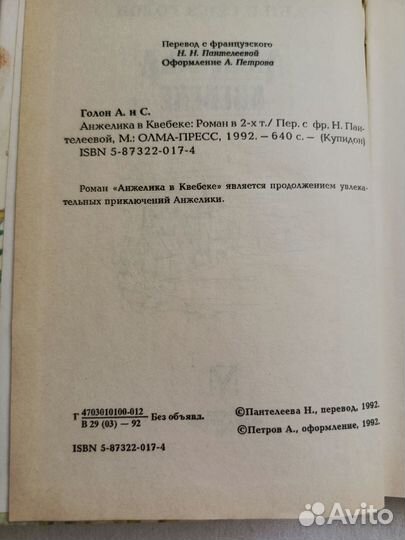 Перевод с французского
Н. Н. Пантелеевой
Оформление А. Петрова
Голон А. и С.
Анжелика в Квебеке: Роман в 2-х т./ Пер. с фр. Н. Пан-
телеевой, М.: ОЛМА-ПРЕСС, 1992. – 640 с. – (Купидон)
ISBN 5-87322-017-4
Роман «Анжелика в Квебеке» является продолжением увлека-
тельных приключений Анжелики.
Г 4703010100-012 Без объявл.
В 29 (03) - 92
©Пантелеева Н., перевод, 1992.
©Петров А., оформление, 1992.
ISBN 5-87322-017-4
Avito